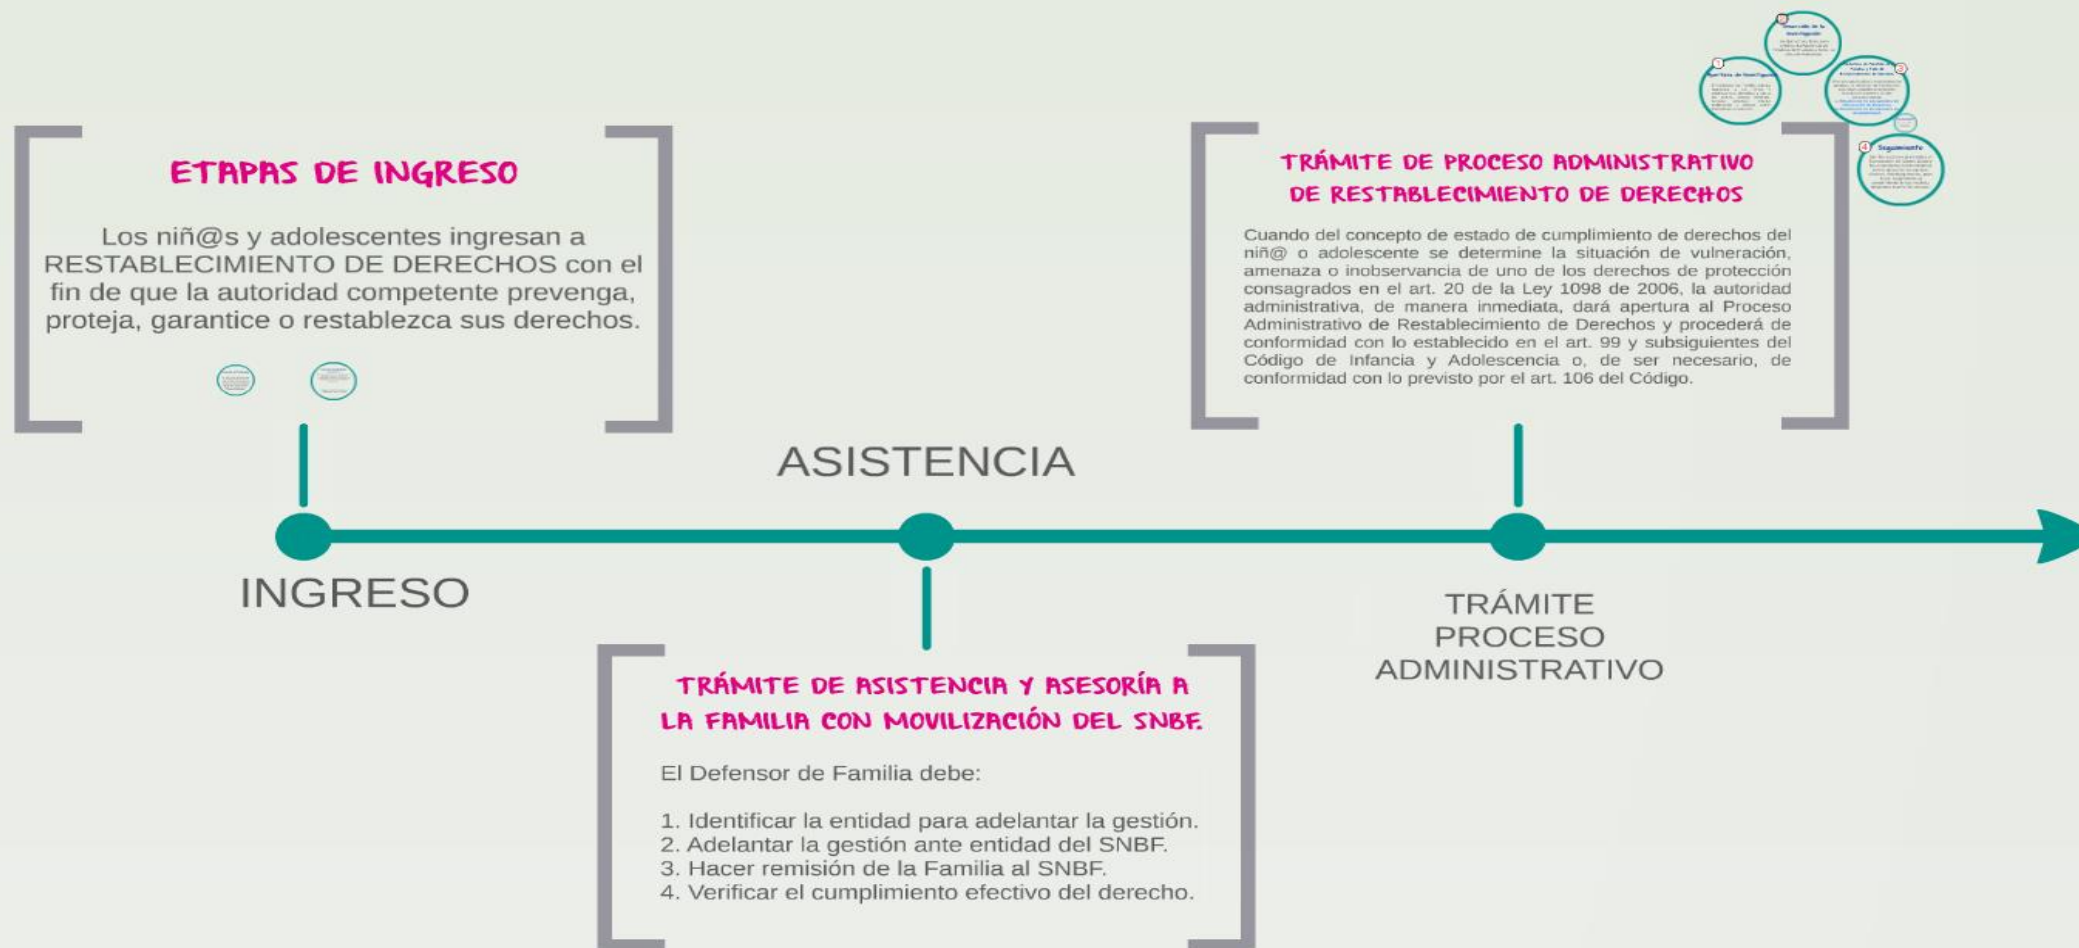 ETAPAS DE INGRESO
Los niñ@s y adolescentes ingresan a
RESTABLECIMIENTO DE DERECHOS con el
fin de que la autoridad competente prevenga,
proteja, garantice o restablezca sus derechos.
INGRESO
ASISTENCIA
TRÁMITE DE ASISTENCIA Y ASESORÍA A
LA FAMILIA CON MOVILIZACIÓN DEL SNBF.
El Defensor de Familia debe:
1. Identificar la entidad para adelantar la gestión.
2. Adelantar la gestión ante entidad del SNBF.
3. Hacer remisión de la Familia al SNBF.
4. Verificar el cumplimiento efectivo del derecho.
TRÁMITE DE PROCESO ADMINISTRATIVO
DE RESTABLECIMIENTO DE DERECHOS
Cuando del concepto de estado de cumplimiento de derechos del
niñ@ o adolescente se determine la situación de vulneración,
amenaza o inobservancia de uno de los derechos de protección
consagrados en el art. 20 de la Ley 1098 de 2006, la autoridad
administrativa, de manera inmediata, dará apertura al Proceso
Administrativo de Restablecimiento de Derechos y procederá de
conformidad con lo establecido en el art. 99 y subsiguientes del
Código de Infancia y Adolescencia o, de ser necesario, de
conformidad con lo previsto por el art. 106 del Código.
TRÁMITE
PROCESO
ADMINISTRATIVO
1
2
3
4
Seguimiento